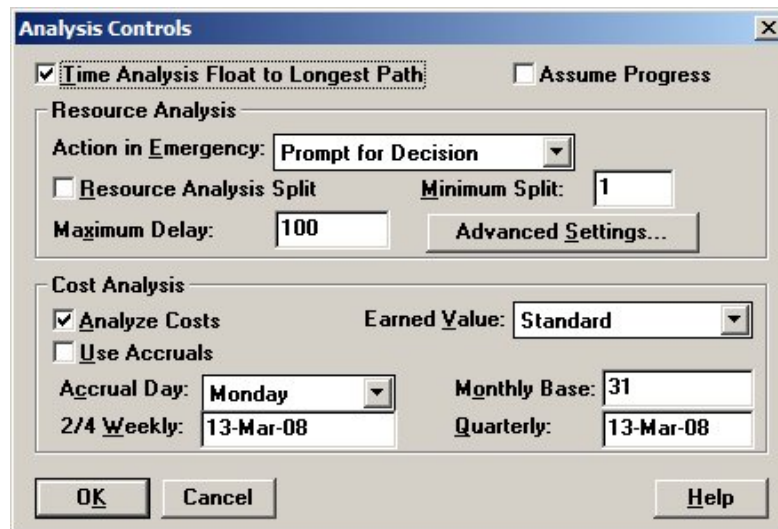 Analysis Controls
Time Analysis Float to Longest Path Assume Progress
Resource Analysis
Action in Emergency: Prompt for Decision
Resource Analysis Split Minimum Split: 1
Maximum Delay: 100 Advanced Settings...
Cost Analysis
Analyze Costs Earned Value: Standard
Use Accruals
Accrual Day: Monday Monthly Base: 31
2/4 Weekly: 13-Mar-08 Quarterly: 13-Mar-08
OK Cancel Help